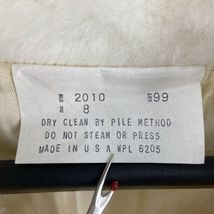 2010 99
8
DRY CLEAN BY PILE METHOD
DO NOT STEAM OR PRESS
MADE IN U S A WPL 6205